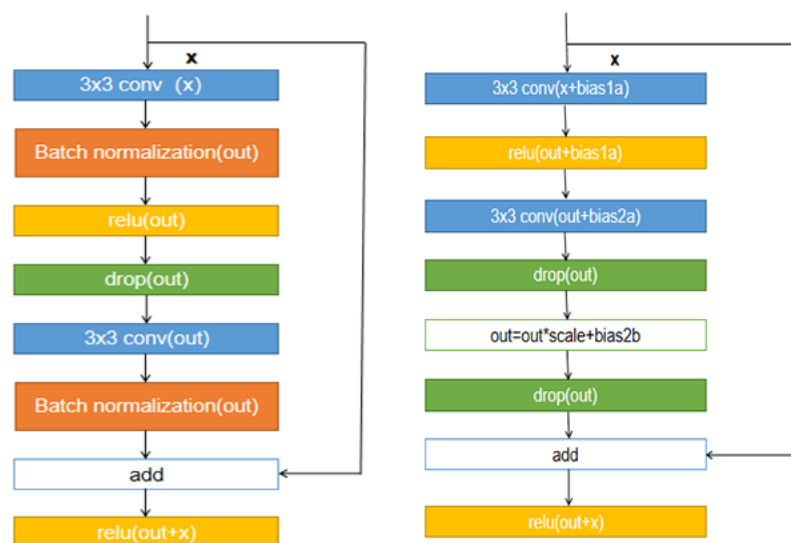 x
3x3 conv (x)
Batch normalization(out)
relu(out)
drop(out)
3x3 conv(out)
Batch normalization(out)
add
relu(out+x)
x
3x3 conv(x+bias1a)
relu(out+bias1a)
3x3 conv(out+bias2a)
drop(out)
out=out*scale+bias2b
drop(out)
add
relu(out+x)